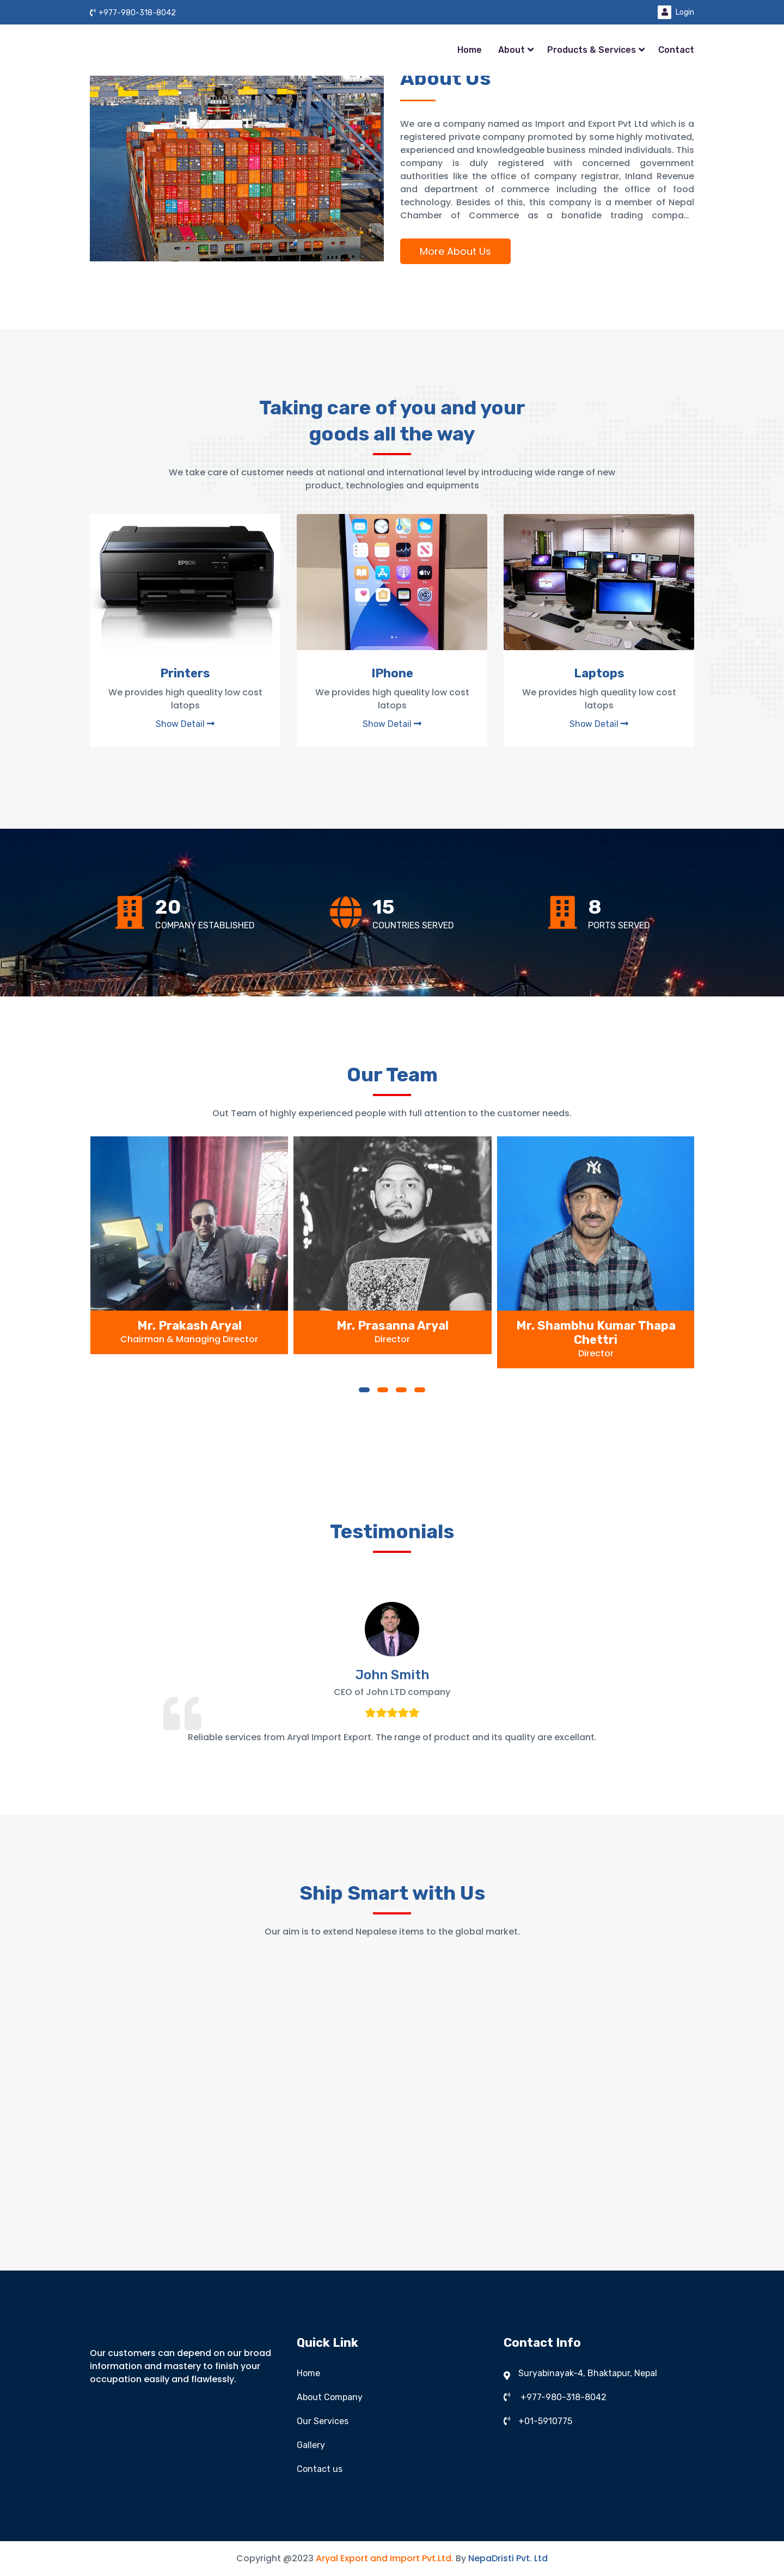 +977-980-318-8042
Login
Home About Products & Services Contact
About Us
We are a company named as Import and Export Pvt Ltd which is a
registered private company promoted by some highly motivated,
experienced and knowledgeable business minded individuals. This
company is duly registered with concerned government
authorities like the office of company registrar, Inland Revenue
and department of commerce including the office of food
technology. Besides of this, this company is a member of Nepal
Chamber of Commerce as a bonafide trading compa...
More About Us
Taking care of you and your
goods all the way
We take care of customer needs at national and international level by introducing wide range of new
product, technologies and equipments
EPSON
Printers
We provides high queality low cost
latops
Show Detail
IPhone
We provides high queality low cost
latops
Show Detail
Laptops
We provides high queality low cost
latops
Show Detail
20
COMPANY ESTABLISHED
15
COUNTRIES SERVED
8
PORTS SERVED
Our Team
Out Team of highly experienced people with full attention to the customer needs.
Mr. Prakash Aryal
Chairman & Managing Director
Mr. Prasanna Aryal
Director
Mr. Shambhu Kumar Thapa
Chettri
Director
Testimonials
John Smith
CEO of John LTD company
Reliable services from Aryal Import Export. The range of product and its quality are excellant.
Ship Smart with Us
Our aim is to extend Nepalese items to the global market.
Our customers can depend on our broad
information and mastery to finish your
occupation easily and flawlessly.
Quick Link
Home
About Company
Our Services
Gallery
Contact us
Contact Info
Suryabinayak-4, Bhaktapur, Nepal
+977-980-318-8042
+01-5910775
Copyright @2023 Aryal Export and Import Pvt.Ltd. By NepaDristi Pvt. Ltd